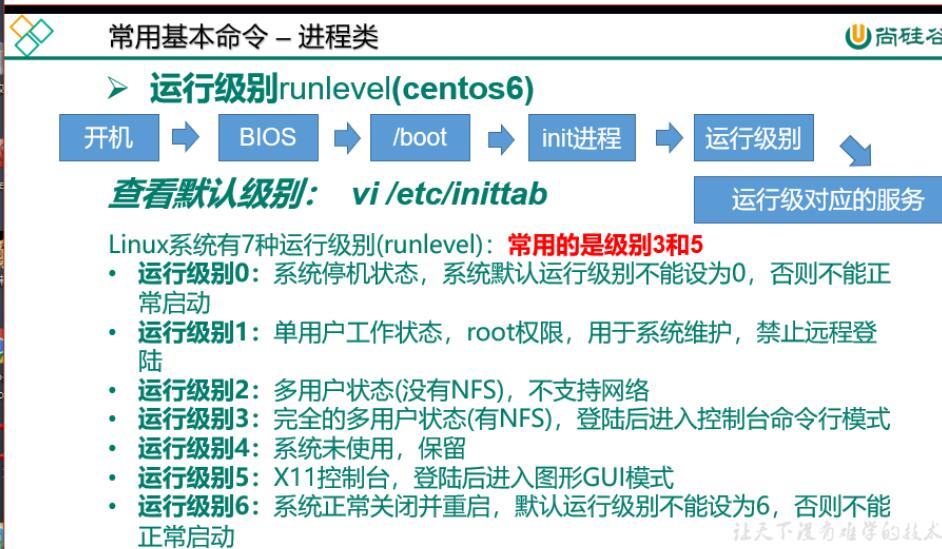 常用基本命令 – 进程类
尚硅谷
➢ 运行级别runlevel(centos6)
开机
BIOS
/boot
init进程
运行级别
运行级对应的服务
查看默认级别： vi /etc/inittab
Linux系统有7种运行级别(runlevel)：常用的是级别3和5
• 运行级别0：系统停机状态，系统默认运行级别不能设为0，否则不能正
常启动
• 运行级别1：单用户工作状态，root权限，用于系统维护，禁止远程登
陆
• 运行级别2：多用户状态(没有NFS)，不支持网络
• 运行级别3：完全的多用户状态(有NFS)，登陆后进入控制台命令行模式
• 运行级别4：系统未使用，保留
• 运行级别5：X11控制台，登陆后进入图形GUI模式
• 运行级别6：系统正常关闭并重启，默认运行级别不能设为6，否则不能
正常启动
让天下没有难学的技术